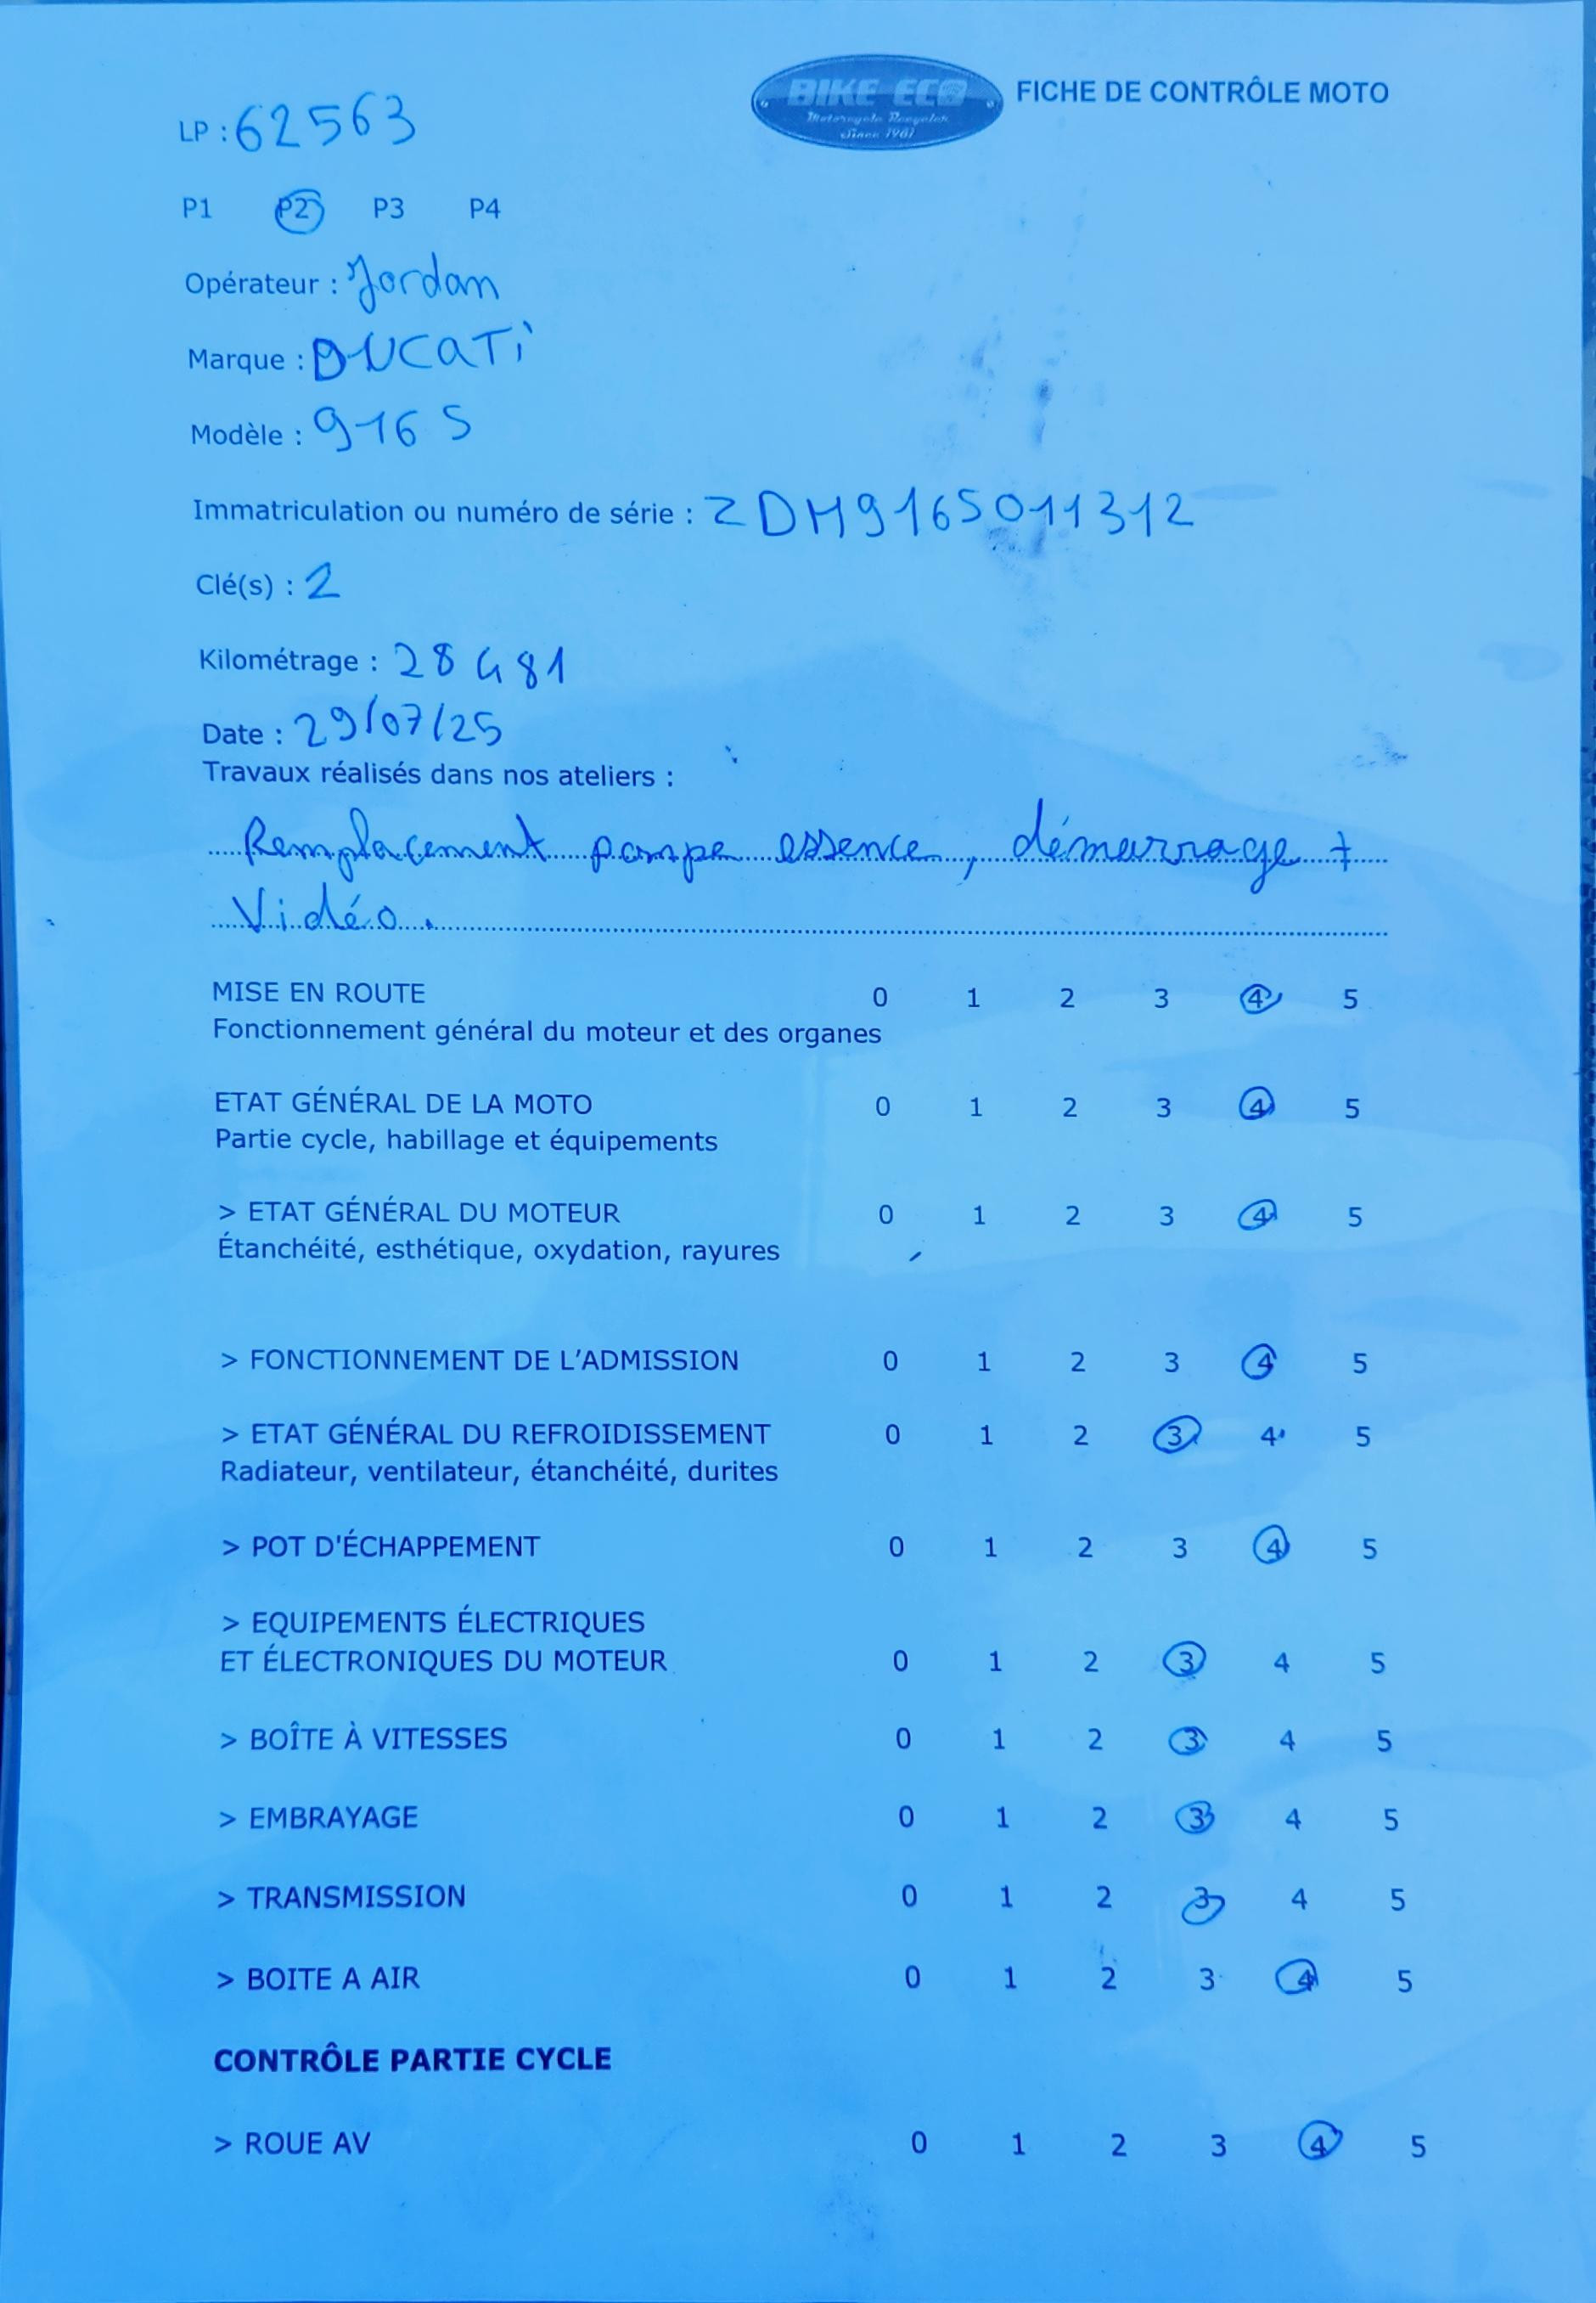 BIKE ECO
Motorcycle Recycler
Since 1987
FICHE DE CONTRÔLE MOTO
LP : 62563
P1 P2 P3 P4
Opérateur : Jordan
Marque : DUCATi
Modèle : 916 S
Immatriculation ou numéro de série : ZDM916S011312
Clé(s) : 2
Kilométrage : 28 481
Date : 29/07/25
Travaux réalisés dans nos ateliers :
Remplacement pompe essence, démarrage +
Vidéo.
MISE EN ROUTE 0 1 2 3 4 5
Fonctionnement général du moteur et des organes
ETAT GÉNÉRAL DE LA MOTO 0 1 2 3 4 5
Partie cycle, habillage et équipements
> ETAT GÉNÉRAL DU MOTEUR 0 1 2 3 4 5
Étanchéité, esthétique, oxydation, rayures
> FONCTIONNEMENT DE L'ADMISSION 0 1 2 3 4 5
> ETAT GÉNÉRAL DU REFROIDISSEMENT 0 1 2 3 4 5
Radiateur, ventilateur, étanchéité, durites
> POT D'ÉCHAPPEMENT 0 1 2 3 4 5
> EQUIPEMENTS ÉLECTRIQUES
ET ÉLECTRONIQUES DU MOTEUR 0 1 2 3 4 5
> BOÎTE À VITESSES 0 1 2 3 4 5
> EMBRAYAGE 0 1 2 3 4 5
> TRANSMISSION 0 1 2 3 4 5
> BOITE A AIR 0 1 2 3 4 5
CONTRÔLE PARTIE CYCLE
> ROUE AV 0 1 2 3 4 5